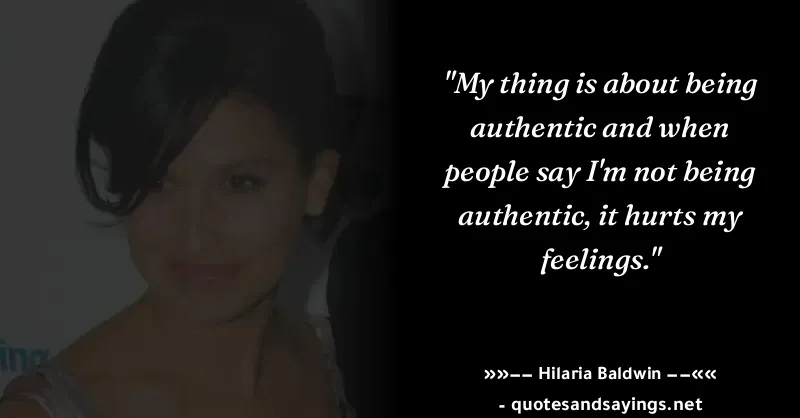 "My thing is about being
authentic and when
people say I'm not being
authentic, it hurts my
feelings."
»»−− Hilaria Baldwin −−««
- quotesandsayings.net
ing